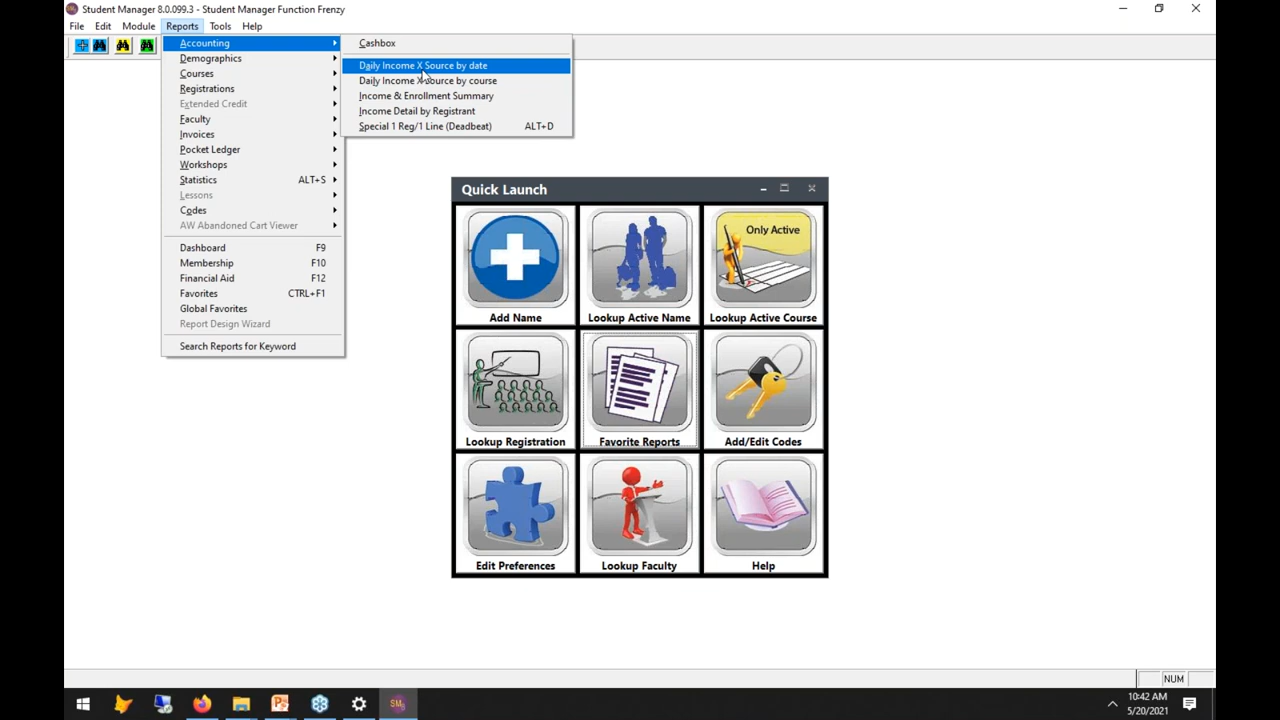 Student Manager 8.0.099.3 - Student Manager Function Frenzy
File Edit Module Reports Tools Help
Accounting
Demographics
Courses
Registrations
Extended Credit
Faculty
Invoices
Pocket Ledger
Workshops
Statistics ALT+S
Lessons
Codes
AW Abandoned Cart Viewer
Dashboard F9
Membership F10
Financial Aid F12
Favorites CTRL+F1
Global Favorites
Report Design Wizard
Search Reports for Keyword
Cashbox
Daily Income X Source by date
Daily Income X Source by course
Income & Enrollment Summary
Income Detail by Registrant
Special 1 Reg/1 Line (Deadbeat) ALT+D
Quick Launch
Only Active
Add Name
Lookup Active Name
Lookup Active Course
Lookup Registration
Favorite Reports
Add/Edit Codes
Edit Preferences
Lookup Faculty
Help
NUM
SM
10:42 AM
5/20/2021